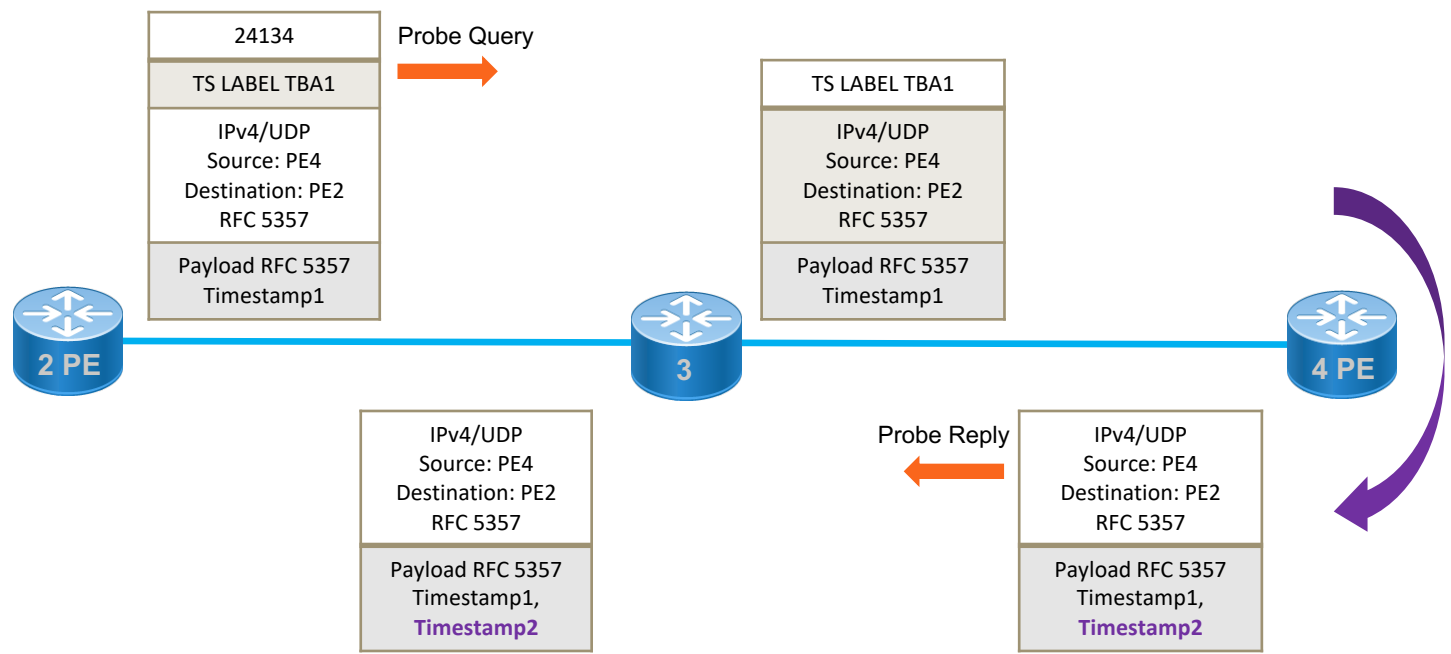 24134
TS LABEL TBA1
IPv4/UDP
Source: PE4
Destination: PE2
RFC 5357
Payload RFC 5357
Timestamp1
Probe Query
TS LABEL TBA1
IPv4/UDP
Source: PE4
Destination: PE2
RFC 5357
Payload RFC 5357
Timestamp1
2 PE
3
4 PE
IPv4/UDP
Source: PE4
Destination: PE2
RFC 5357
Payload RFC 5357
Timestamp1,
Timestamp2
Probe Reply
IPv4/UDP
Source: PE4
Destination: PE2
RFC 5357
Payload RFC 5357
Timestamp1,
Timestamp2